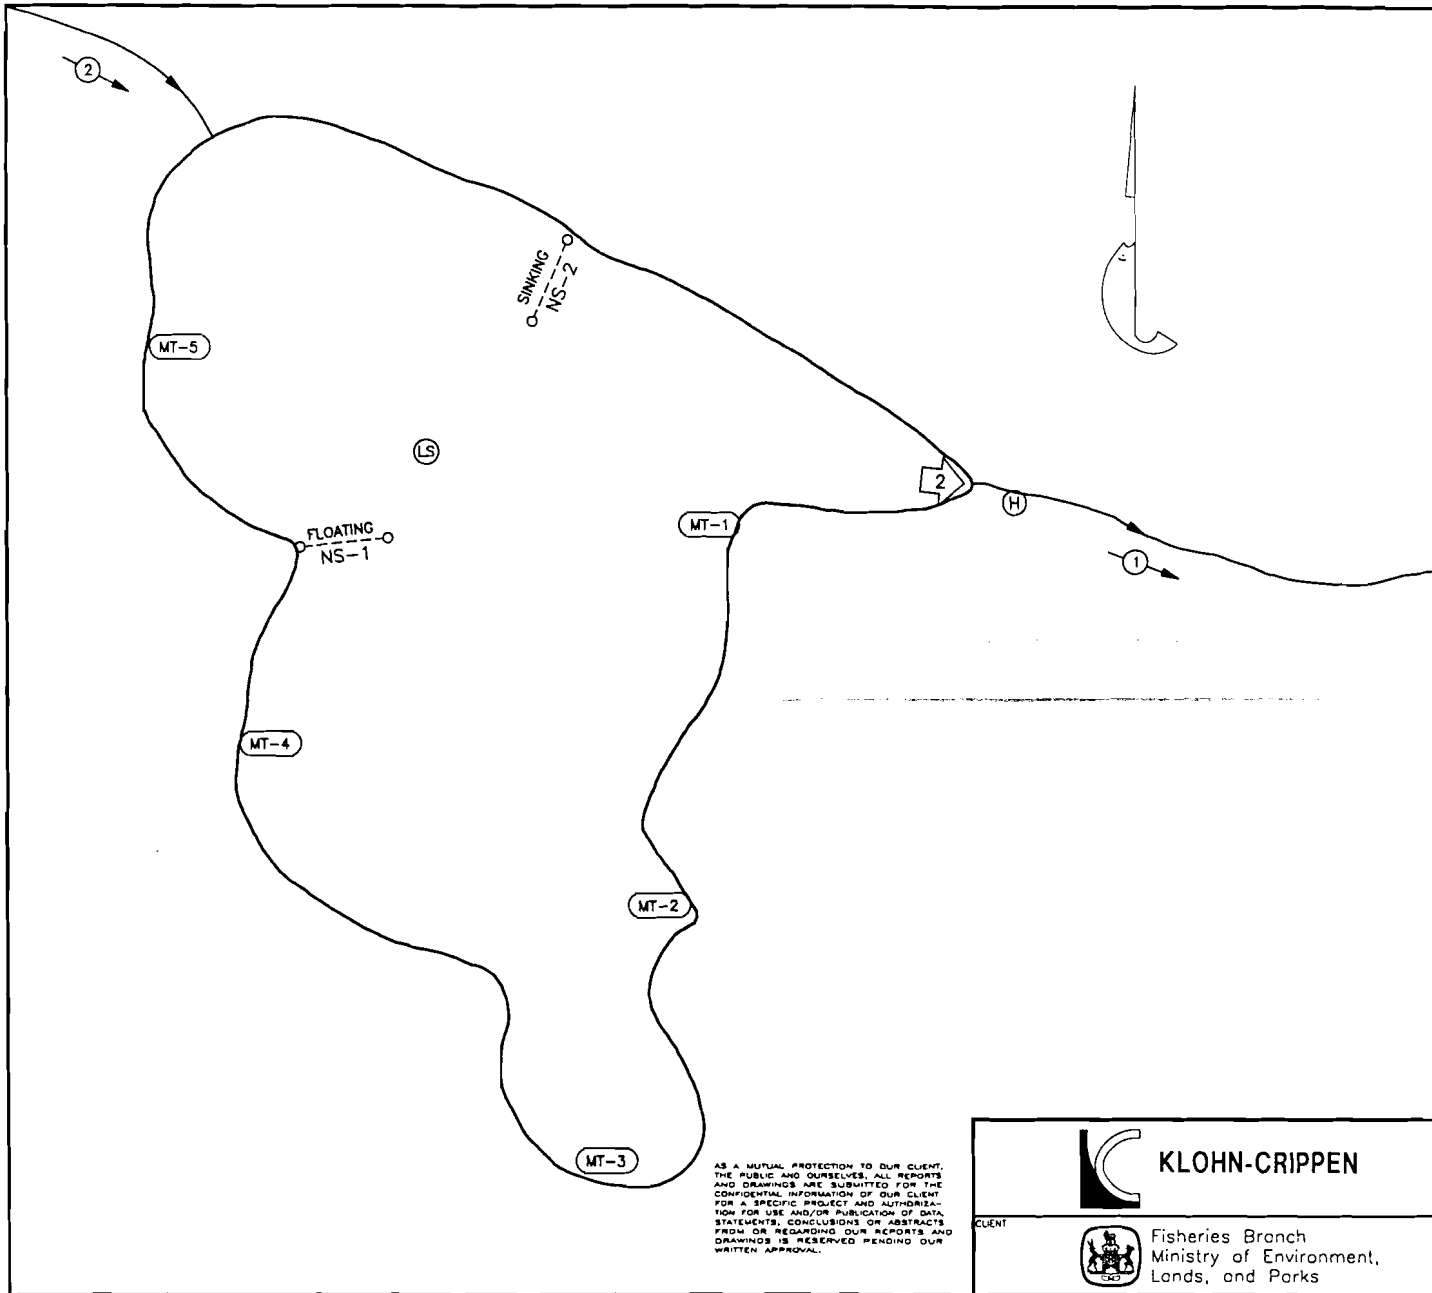 2
SINKING
NS-2
MT-5
LS
2
H
MT-1
FLOATING
NS-1
1
MT-4
MT-2
MT-3
AS A MUTUAL PROTECTION TO OUR CLIENT,
THE PUBLIC AND OURSELVES, ALL REPORTS
AND DRAWINGS ARE SUBMITTED FOR THE
CONFIDENTIAL INFORMATION OF OUR CLIENT
FOR A SPECIFIC PROJECT AND AUTHORIZA-
TION FOR USE AND/OR PUBLICATION OF DATA,
STATEMENTS, CONCLUSIONS OR ABSTRACTS
FROM OR REGARDING OUR REPORTS AND
DRAWINGS IS RESERVED PENDING OUR
WRITTEN APPROVAL.
KLOHN-CRIPPEN
CLIENT
Fisheries Branch
Ministry of Environment,
Lands, and Parks